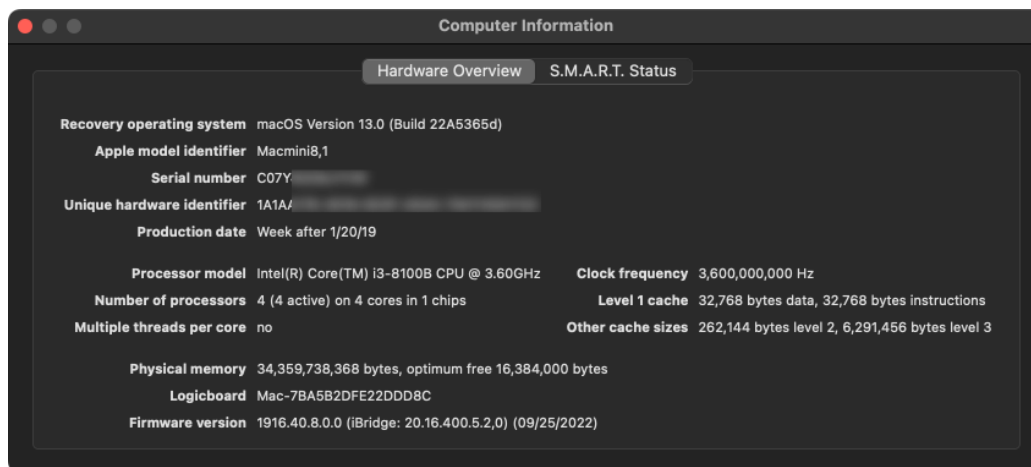 Computer Information
Hardware Overview S.M.A.R.T. Status
Recovery operating system macOS Version 13.0 (Build 22A5365d)
Apple model identifier Macmini8,1
Serial number C07Y
Unique hardware identifier 1A1A
Production date Week after 1/20/19
Processor model Intel(R) Core(TM) i3-8100B CPU @ 3.60GHz Clock frequency 3,600,000,000 Hz
Number of processors 4 (4 active) on 4 cores in 1 chips Level 1 cache 32,768 bytes data, 32,768 bytes instructions
Multiple threads per core no Other cache sizes 262,144 bytes level 2, 6,291,456 bytes level 3
Physical memory 34,359,738,368 bytes, optimum free 16,384,000 bytes
Logicboard Mac-7BA5B2DFE22DDD8C
Firmware version 1916.40.8.0.0 (iBridge: 20.16.400.5.2,0) (09/25/2022)